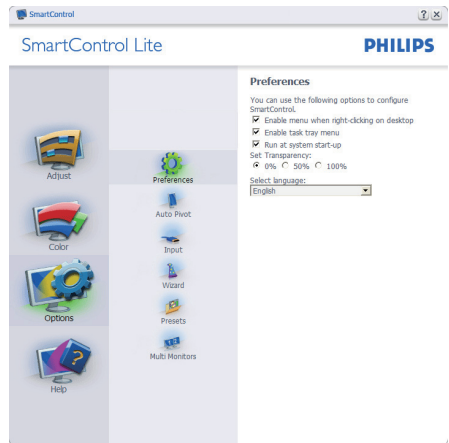 SmartControl
SmartControl Lite
PHILIPS
Adjust
Color
Options
Help
Preferences
Auto Pivot
Input
Wizard
Presets
Multi Monitors
Preferences
You can use the following options to configure
SmartControl.
Enable menu when right-clicking on desktop
Enable task tray menu
Run at system start-up
Set Transparency:
0% 50% 100%
Select language:
English